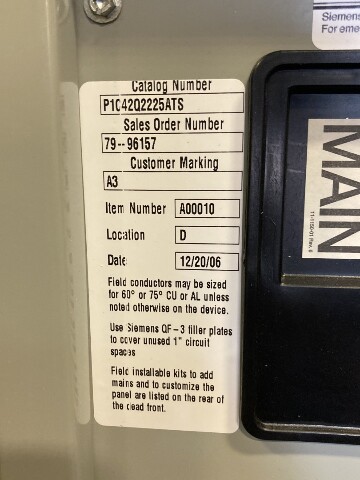 Siemens
For eme
Catalog Number
P1C42Q2225ATS
Sales Order Number
79--96157
Customer Marking
A3
Item Number A00010
Location D
Date: 12/20/06
Field conductors may be sized
for 60° or 75° CU or AL unless
noted otherwise on the device.
Use Siemens QF-3 filler plates
to cover unused 1" circuit
spaces
Field installable kits to add
mains and to customize the
panel are listed on the rear of
the dead front.
MAIN